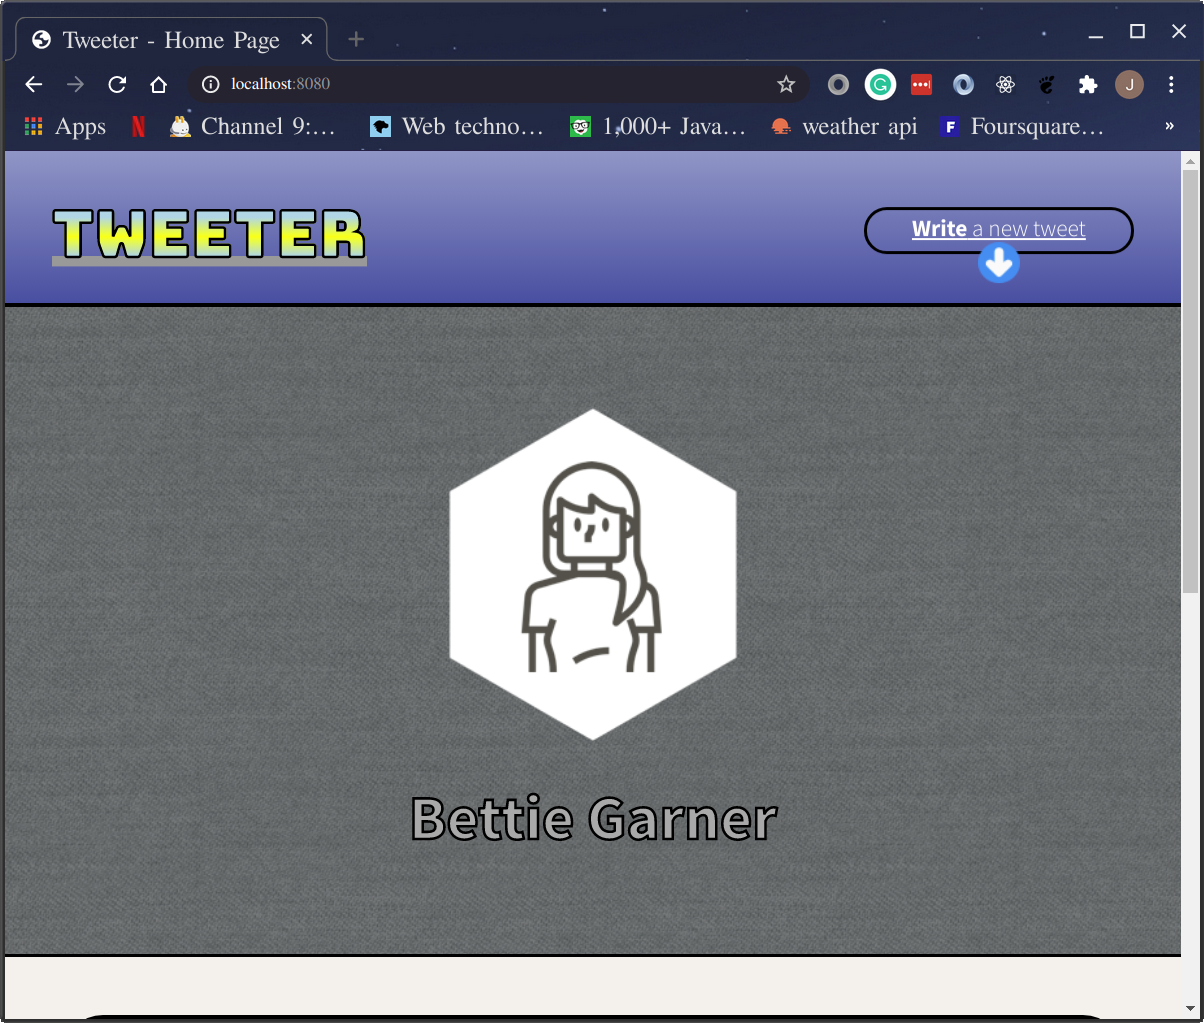 Tweeter - Home Page
localhost:8080
J
Apps
N
Channel 9:…
Web techno…
1,000+ Java…
weather api
F
Foursquare…
»
TWEETER
Write a new tweet
Bettie Garner